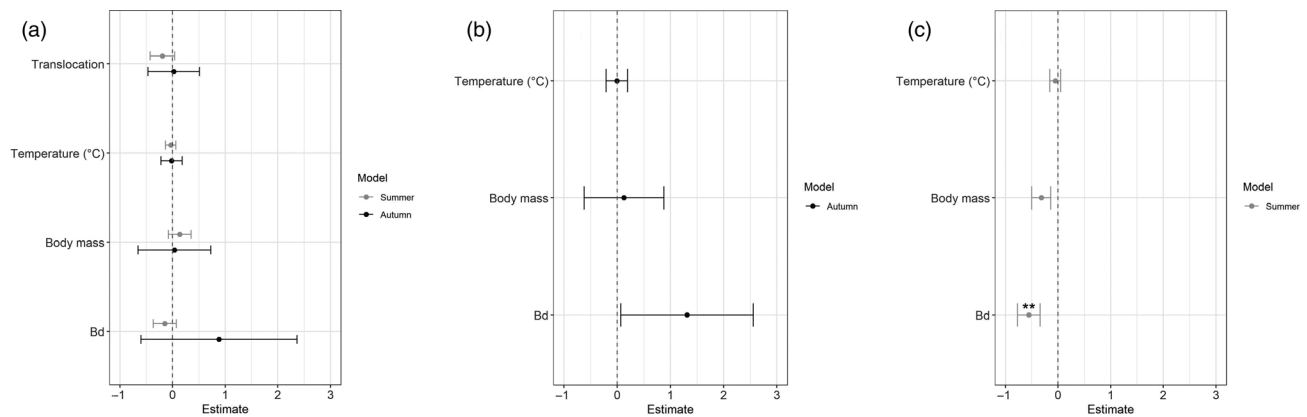 (a)
Translocation
Temperature (°C)
Body mass
Bd
−1 0 1 2 3
Estimate
Model
Summer
Autumn
(b)
Temperature (°C)
Body mass
Bd
−1 0 1 2 3
Estimate
Model
Autumn
(c)
Temperature (°C)
Body mass
Bd
**
−1 0 1 2 3
Estimate
Model
Summer